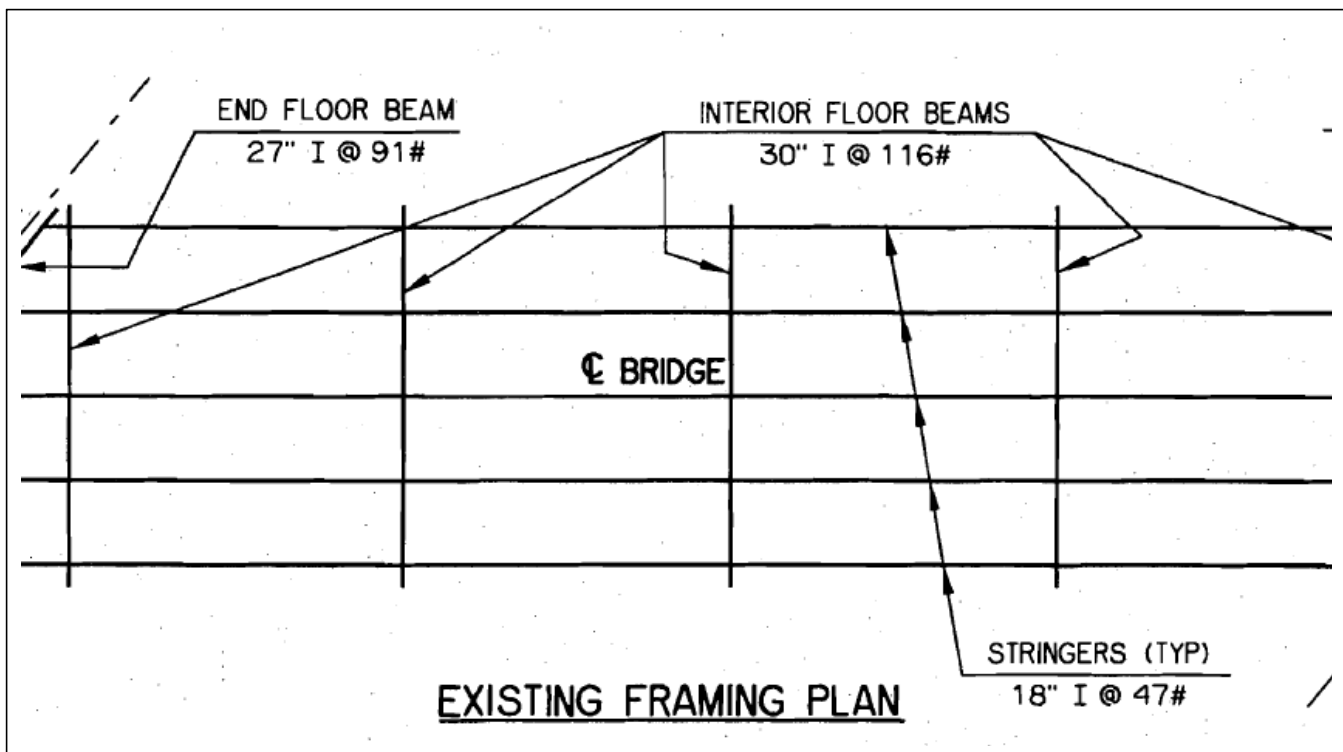 END FLOOR BEAM
27" I @ 91#
INTERIOR FLOOR BEAMS
30" I @ 116#
℄ BRIDGE
STRINGERS (TYP)
18" I @ 47#
EXISTING FRAMING PLAN